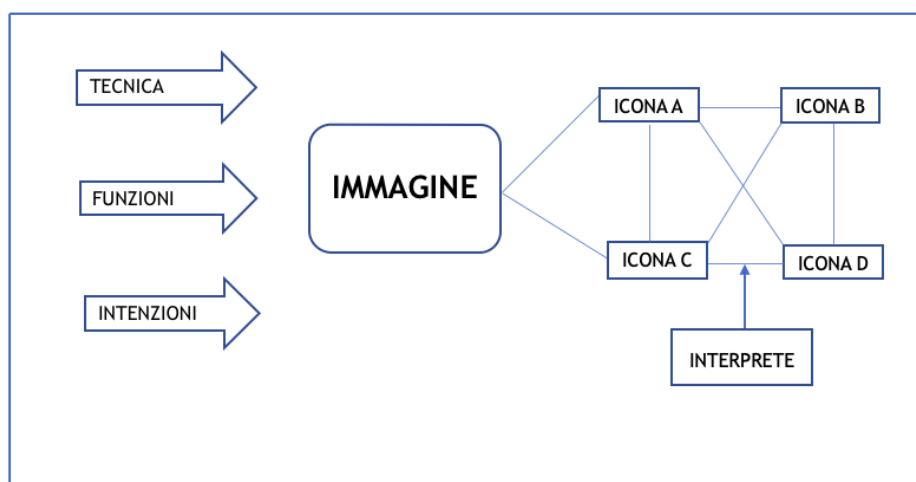 TECNICA
FUNZIONI
INTENZIONI
IMMAGINE
ICONA A
ICONA B
ICONA C
ICONA D
INTERPRETE